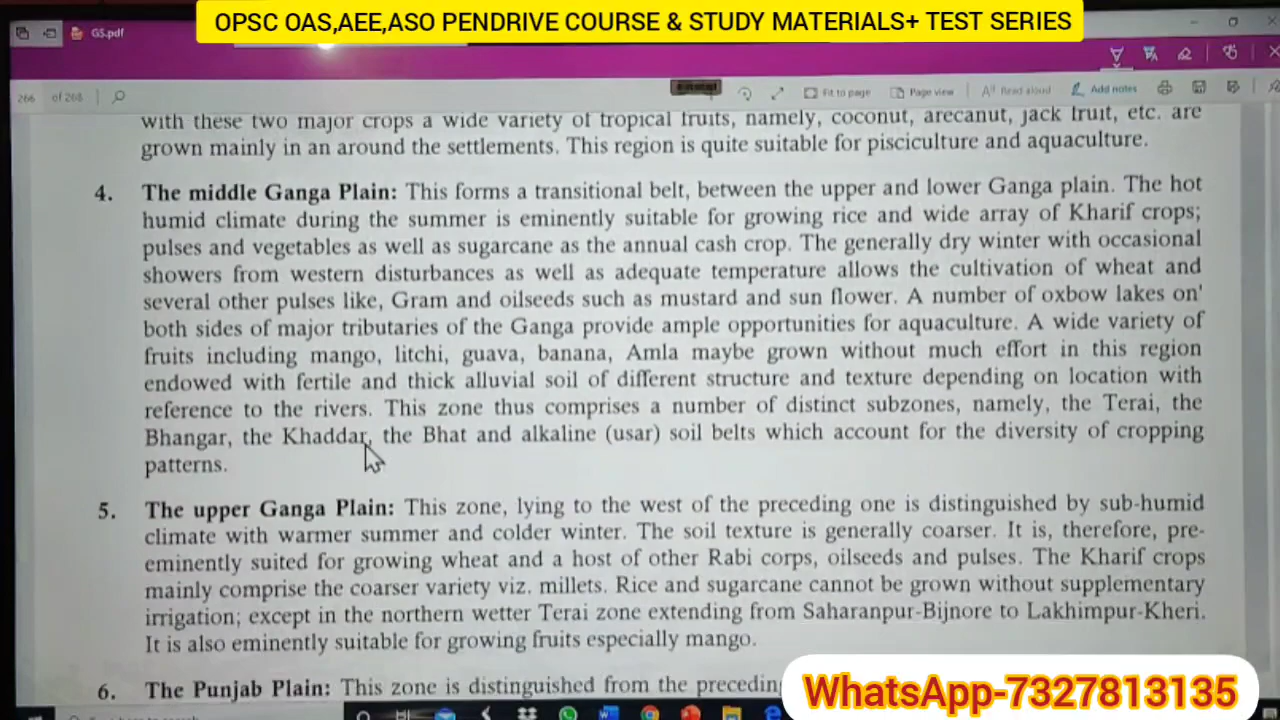 OPSC OAS,AEE,ASO PENDRIVE COURSE & STUDY MATERIALS+ TEST SERIES
GS.pdf
266 of 268 Fit to page Page view Read aloud Add notes
with these two major crops a wide variety of tropical fruits, namely, coconut, arecanut, jack fruit, etc. are
grown mainly in an around the settlements. This region is quite suitable for pisciculture and aquaculture.
4. The middle Ganga Plain: This forms a transitional belt, between the upper and lower Ganga plain. The hot
humid climate during the summer is eminently suitable for growing rice and wide array of Kharif crops;
pulses and vegetables as well as sugarcane as the annual cash crop. The generally dry winter with occasional
showers from western disturbances as well as adequate temperature allows the cultivation of wheat and
several other pulses like, Gram and oilseeds such as mustard and sun flower. A number of oxbow lakes on'
both sides of major tributaries of the Ganga provide ample opportunities for aquaculture. A wide variety of
fruits including mango, litchi, guava, banana, Amla maybe grown without much effort in this region
endowed with fertile and thick alluvial soil of different structure and texture depending on location with
reference to the rivers. This zone thus comprises a number of distinct subzones, namely, the Terai, the
Bhangar, the Khaddar, the Bhat and alkaline (usar) soil belts which account for the diversity of cropping
patterns.
5. The upper Ganga Plain: This zone, lying to the west of the preceding one is distinguished by sub-humid
climate with warmer summer and colder winter. The soil texture is generally coarser. It is, therefore, pre-
eminently suited for growing wheat and a host of other Rabi corps, oilseeds and pulses. The Kharif crops
mainly comprise the coarser variety viz. millets. Rice and sugarcane cannot be grown without supplementary
irrigation; except in the northern wetter Terai zone extending from Saharanpur-Bijnore to Lakhimpur-Kheri.
It is also eminently suitable for growing fruits especially mango.
6. The Punjab Plain: This zone is distinguished from the preceding
WhatsApp-7327813135